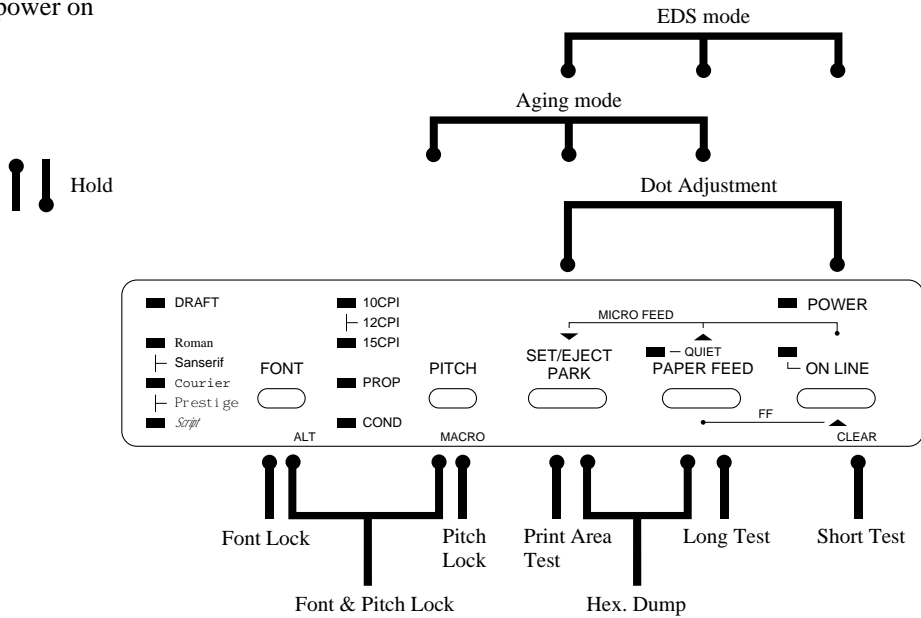 power on
EDS mode
Aging mode
Hold
Dot Adjustment
DRAFT
10CPI
POWER
12CPI
MICRO FEED
Roman
15CPI
Sanserif
FONT
PITCH
SET/EJECT
PARK
QUIET
PAPER FEED
ON LINE
Courier
PROP
Prestige
Script
COND
FF
ALT
MACRO
CLEAR
Font Lock
Pitch
Lock
Print Area
Test
Long Test
Short Test
Font & Pitch Lock
Hex. Dump